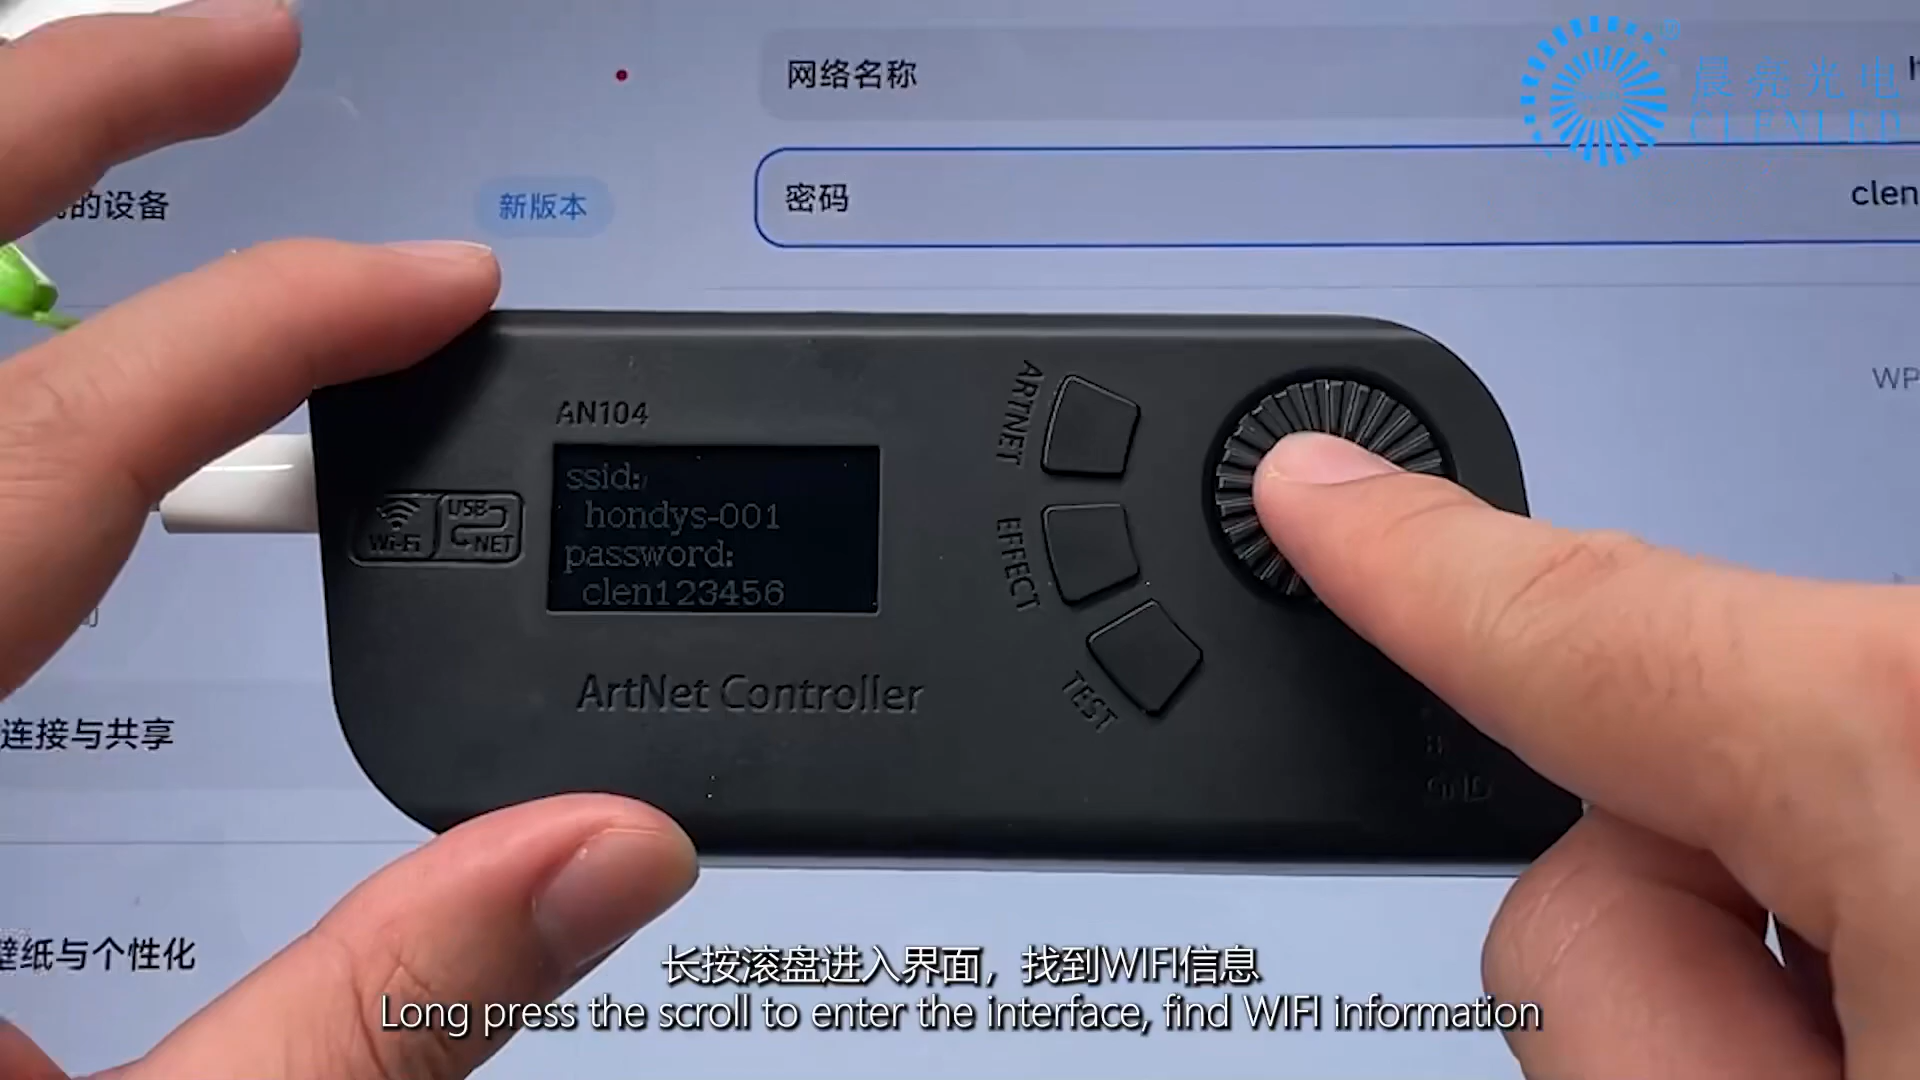 网络名称
晨亮光电
CLENLED
的设备
新版本
密码
clen
WP
AN104
ARTNET
ssid:
hondys-001
password:
clen123456
Wi-Fi
USB
NET
EFFECT
ArtNet Controller
TEST
GND
连接与共享
壁纸与个性化
长按滚盘进入界面，找到WIFI信息
Long press the scroll to enter the interface, find WIFI information